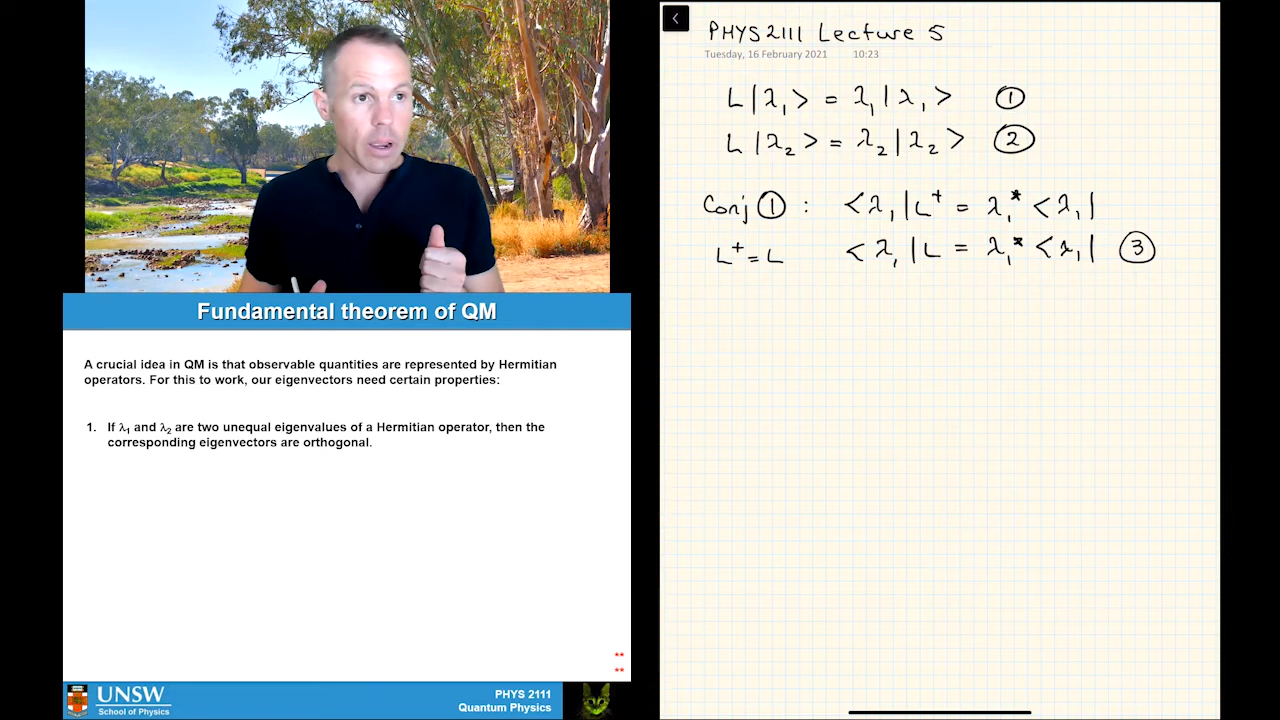 Fundamental theorem of QM
A crucial idea in QM is that observable quantities are represented by Hermitian
operators. For this to work, our eigenvectors need certain properties:
1. If λ₁ and λ₂ are two unequal eigenvalues of a Hermitian operator, then the
corresponding eigenvectors are orthogonal.
**
**
UNSW
School of Physics
PHYS 2111
Quantum Physics
PHYS 2111 Lecture 5
Tuesday, 16 February 2021 10:23
L|λ₁> = λ₁|λ₁> ①
L|λ₂> = λ₂|λ₂> ②
Conj ① : <λ₁|L⁺ = λ₁* <λ₁|
L⁺ = L <λ₁|L = λ₁* <λ₁| ③